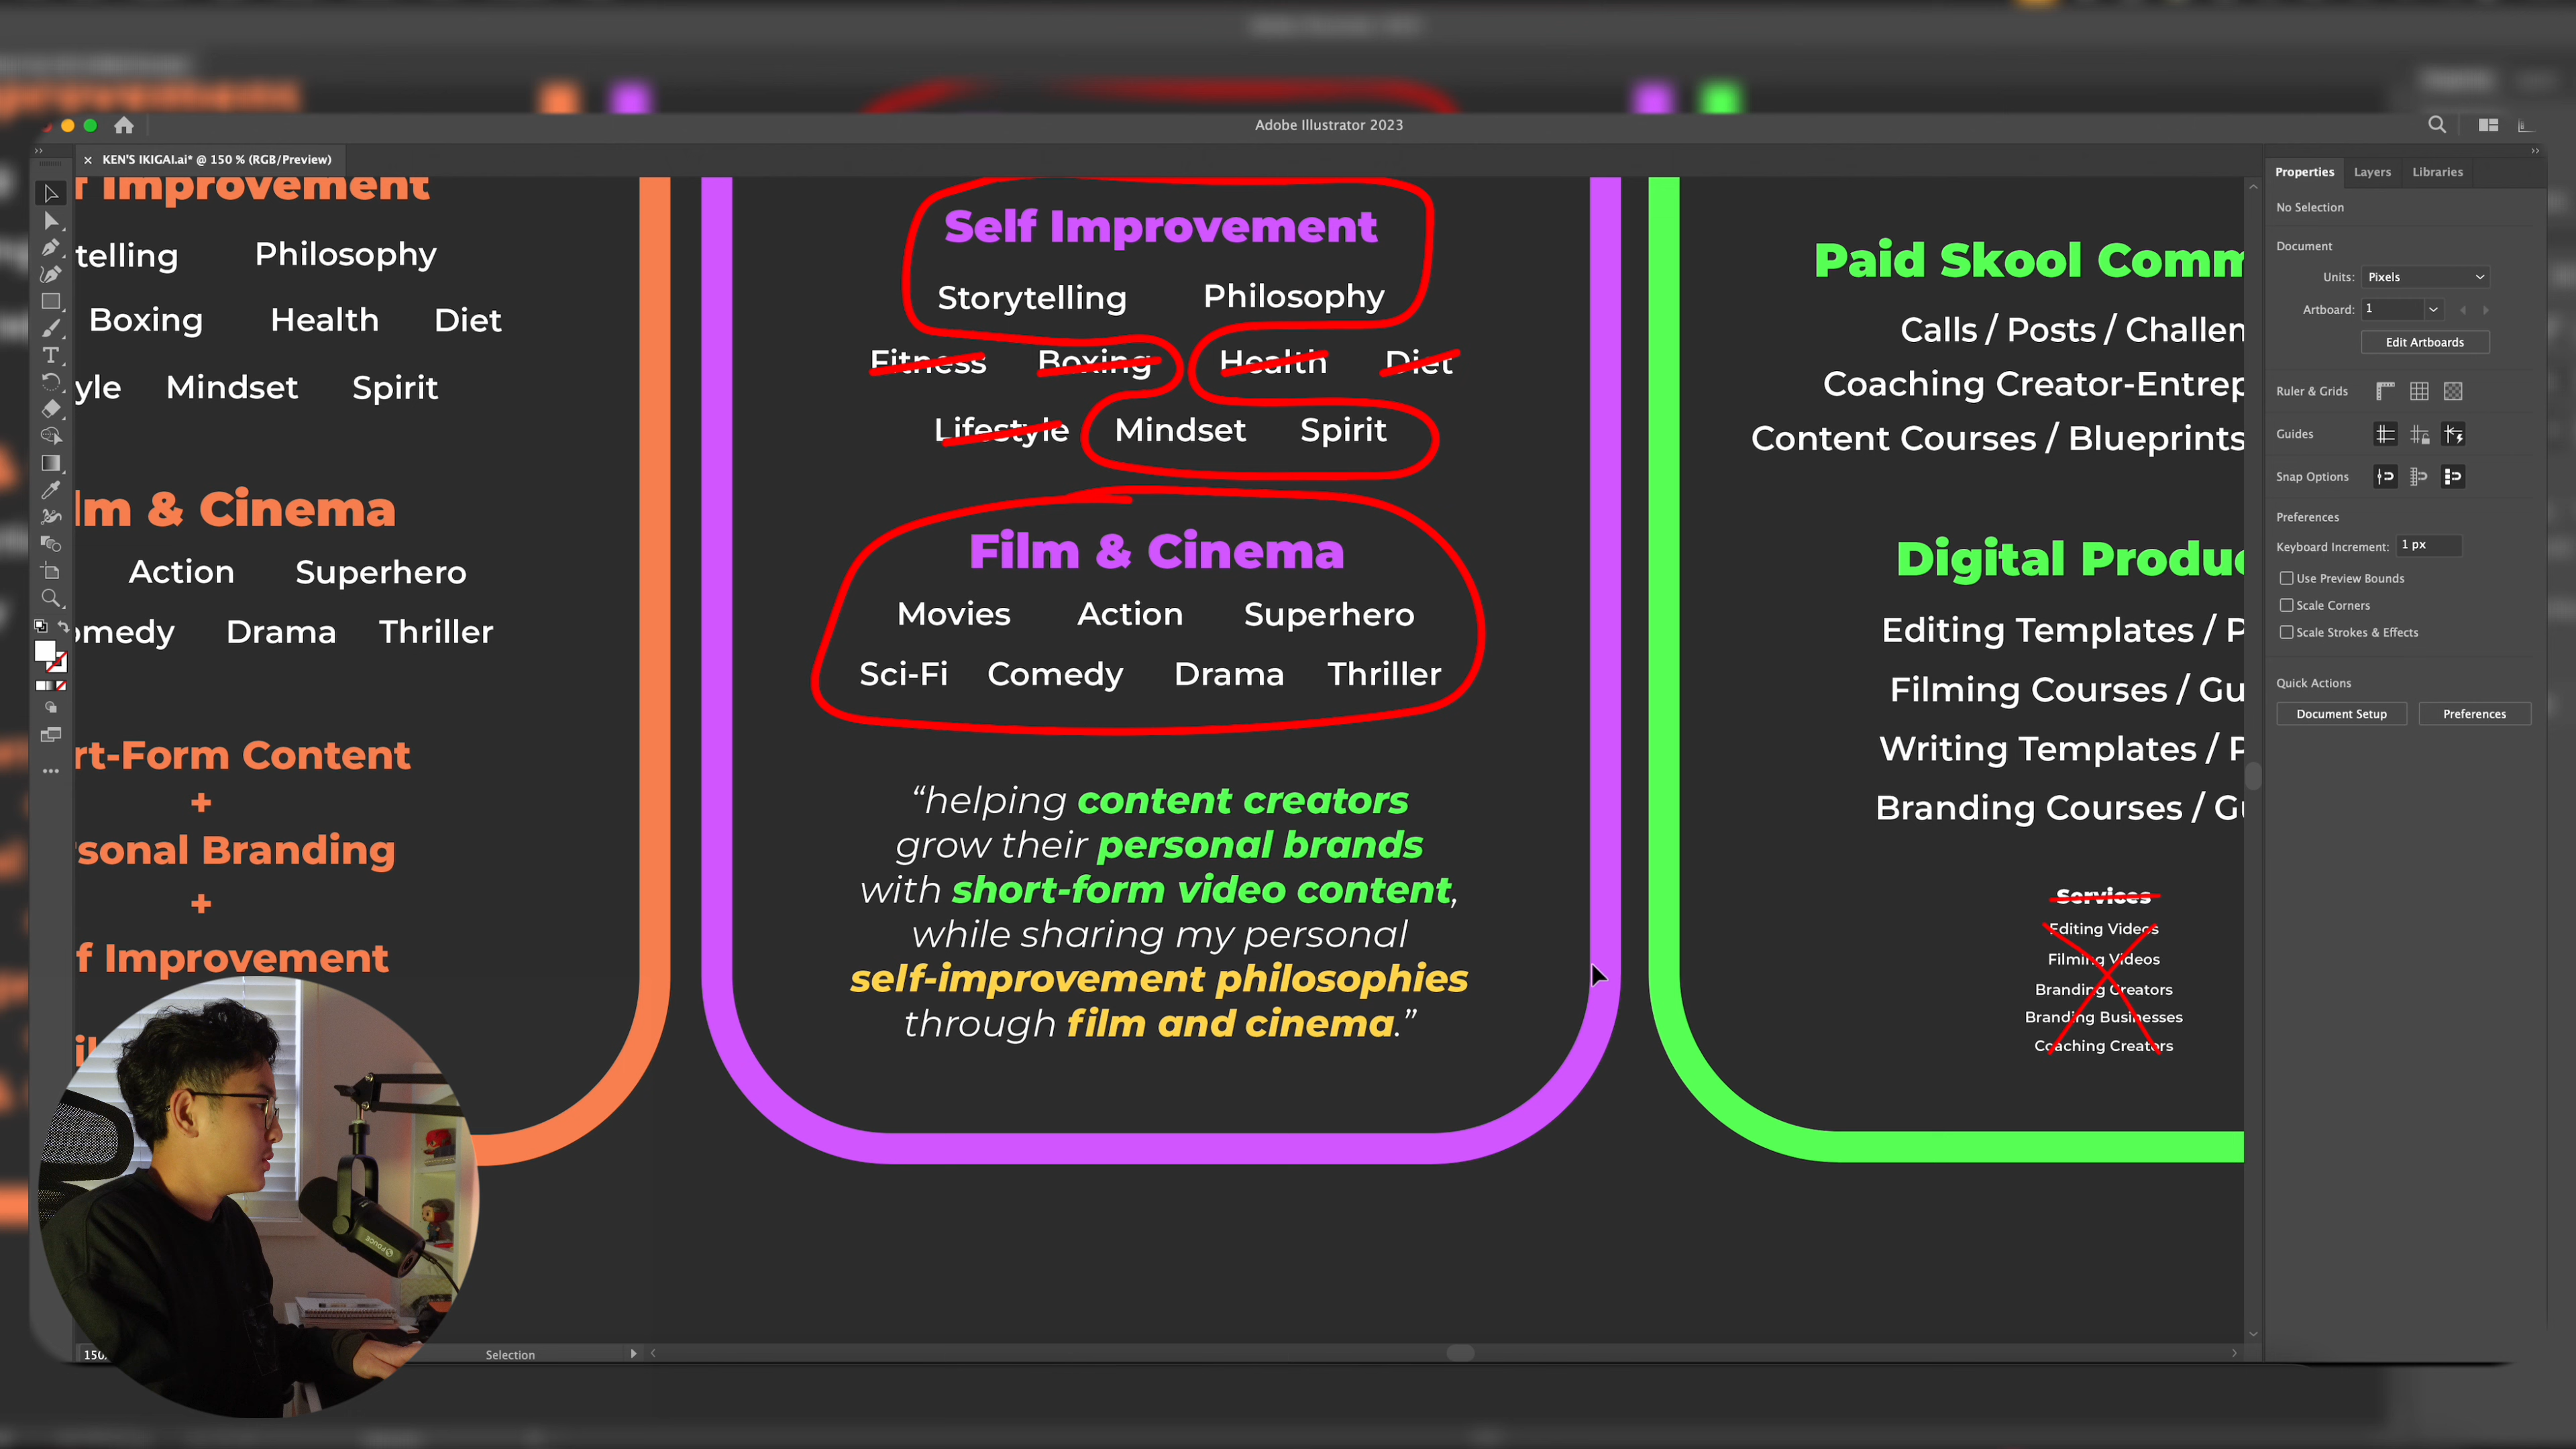 Adobe Illustrator 2023
KEN'S IKIGAI.ai* @ 150 % (RGB/Preview)
f Improvement
telling Philosophy
Boxing Health Diet
yle Mindset Spirit
lm & Cinema
Action Superhero
omedy Drama Thriller
rt-Form Content
+
sonal Branding
+
f Improvement
Self Improvement
Storytelling Philosophy
Fitness Boxing Health Diet
Lifestyle Mindset Spirit
Film & Cinema
Movies Action Superhero
Sci-Fi Comedy Drama Thriller
“helping content creators
grow their personal brands
with short-form video content,
while sharing my personal
self-improvement philosophies
through film and cinema.”
Paid Skool Comm
Calls / Posts / Challen
Coaching Creator-Entrep
Content Courses / Blueprints
Digital Produc
Editing Templates / P
Filming Courses / Gu
Writing Templates / P
Branding Courses / Gu
Services
Editing Videos
Filming Videos
Branding Creators
Branding Businesses
Coaching Creators
Properties Layers Libraries
No Selection
Document
Units: Pixels
Artboard: 1
Edit Artboards
Ruler & Grids
Guides
Snap Options
Preferences
Keyboard Increment: 1 px
Use Preview Bounds
Scale Corners
Scale Strokes & Effects
Quick Actions
Document Setup Preferences
150
Selection